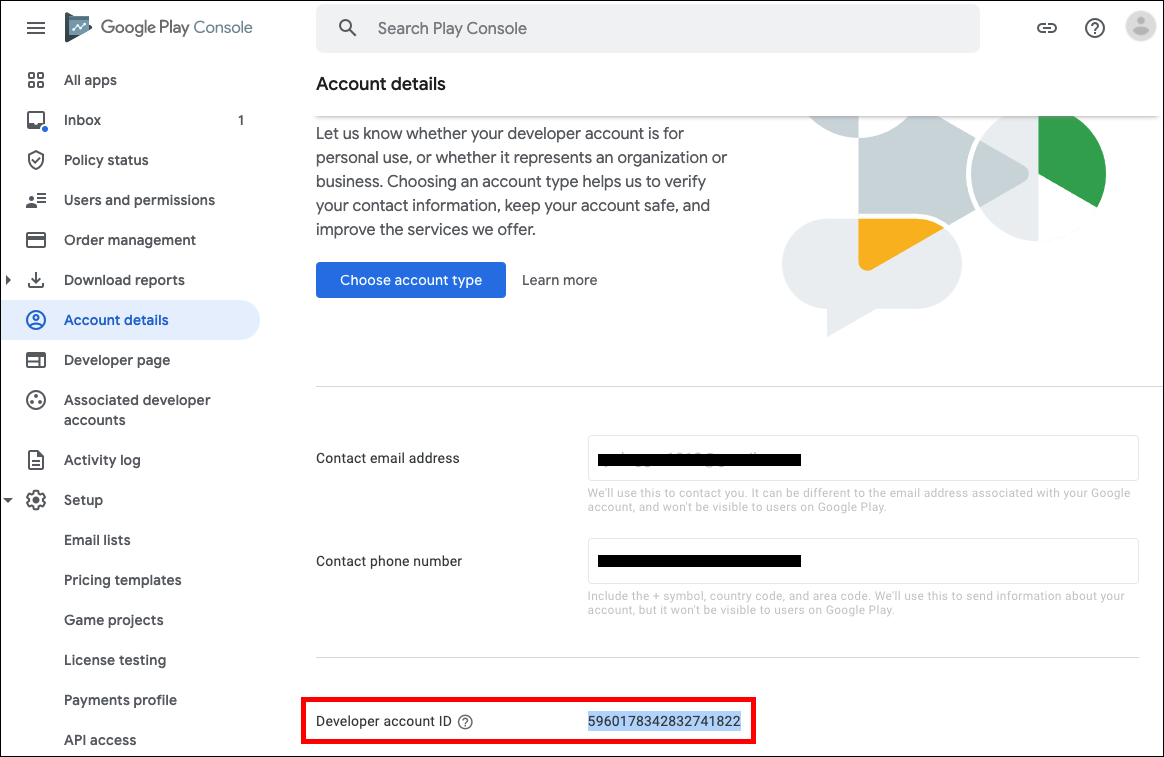 Google Play Console
Search Play Console
All apps
Inbox 1
Policy status
Users and permissions
Order management
Download reports
Account details
Developer page
Associated developer
accounts
Activity log
Setup
Email lists
Pricing templates
Game projects
License testing
Payments profile
API access
Account details
Let us know whether your developer account is for
personal use, or whether it represents an organization or
business. Choosing an account type helps us to verify
your contact information, keep your account safe, and
improve the services we offer.
Choose account type Learn more
Contact email address
We'll use this to contact you. It can be different to the email address associated with your Google
account, and won't be visible to users on Google Play.
Contact phone number
Include the + symbol, country code, and area code. We'll use this to send information about your
account, but it won't be visible to users on Google Play.
Developer account ID ? 5960178342832741822